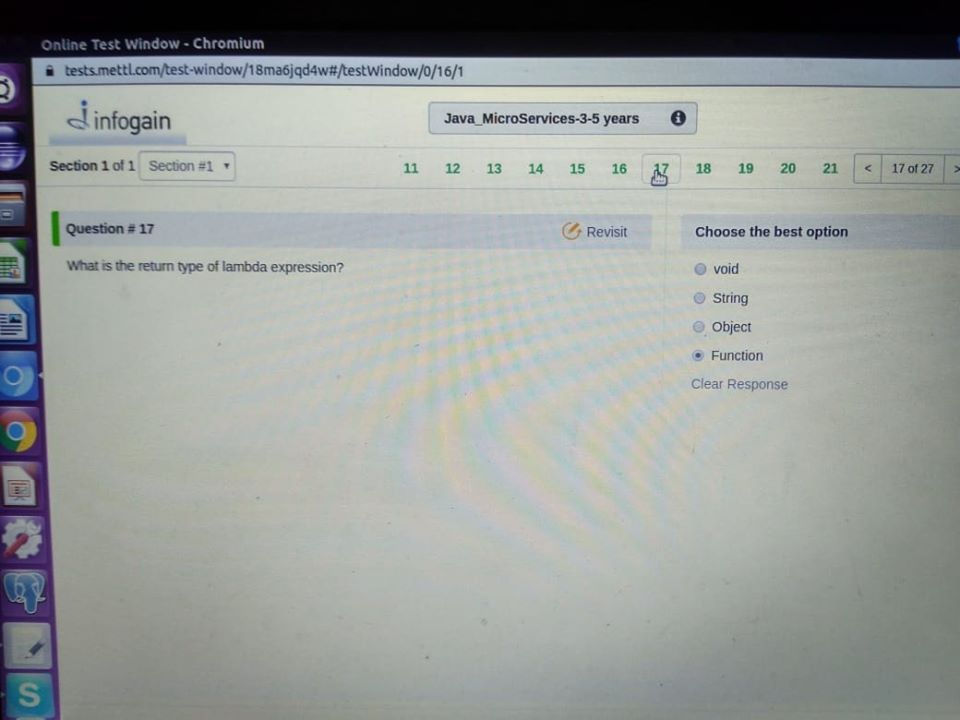 Online Test Window - Chromium
tests.mettl.com/test-window/18ma6jqd4w#/testWindow/0/16/1
infogain
Java_MicroServices-3-5 years
Section 1 of 1 Section #1
11 12 13 14 15 16 17 18 19 20 21 < 17 of 27 >
Question # 17
Revisit
What is the return type of lambda expression?
Choose the best option
void
String
Object
Function
Clear Response
S